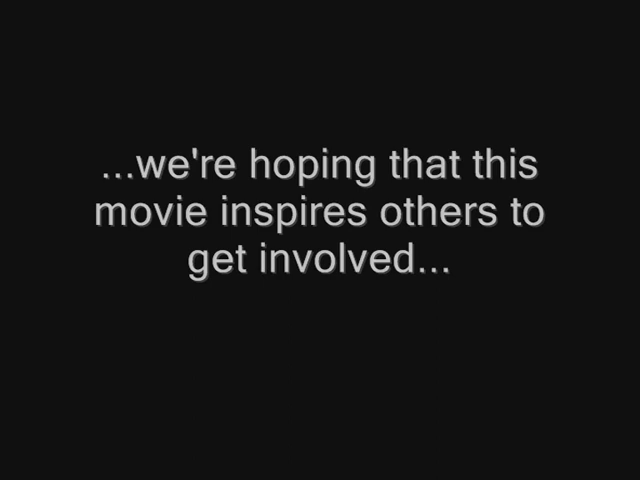 ...we're hoping that this
movie inspires others to
get involved...